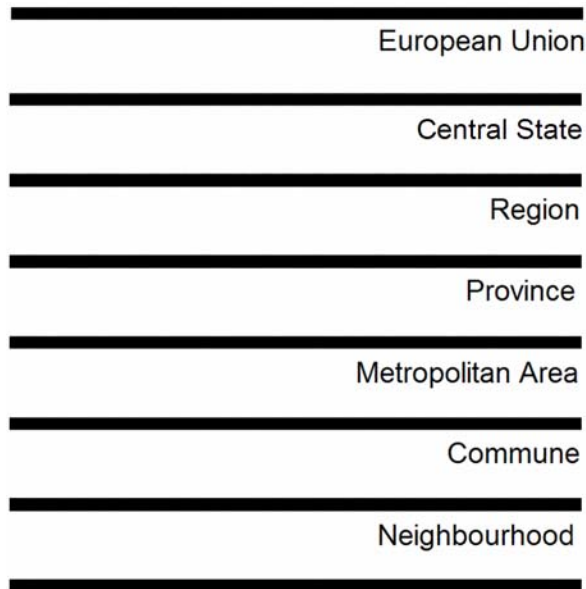 European Union
Central State
Region
Province
Metropolitan Area
Commune
Neighbourhood